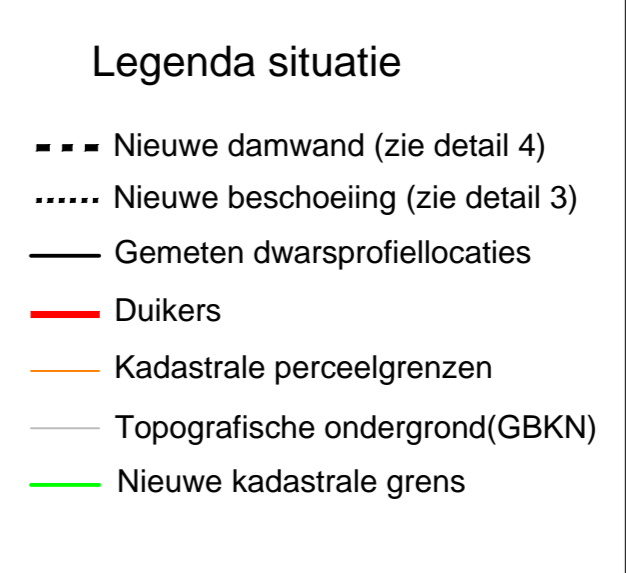 Legenda situatie
Nieuwe damwand (zie detail 4)
Nieuwe beschoeiing (zie detail 3)
Gemeten dwarsprofiellocaties
Duikers
Kadastrale perceelgrenzen
Topografische ondergrond(GBKN)
Nieuwe kadastrale grens